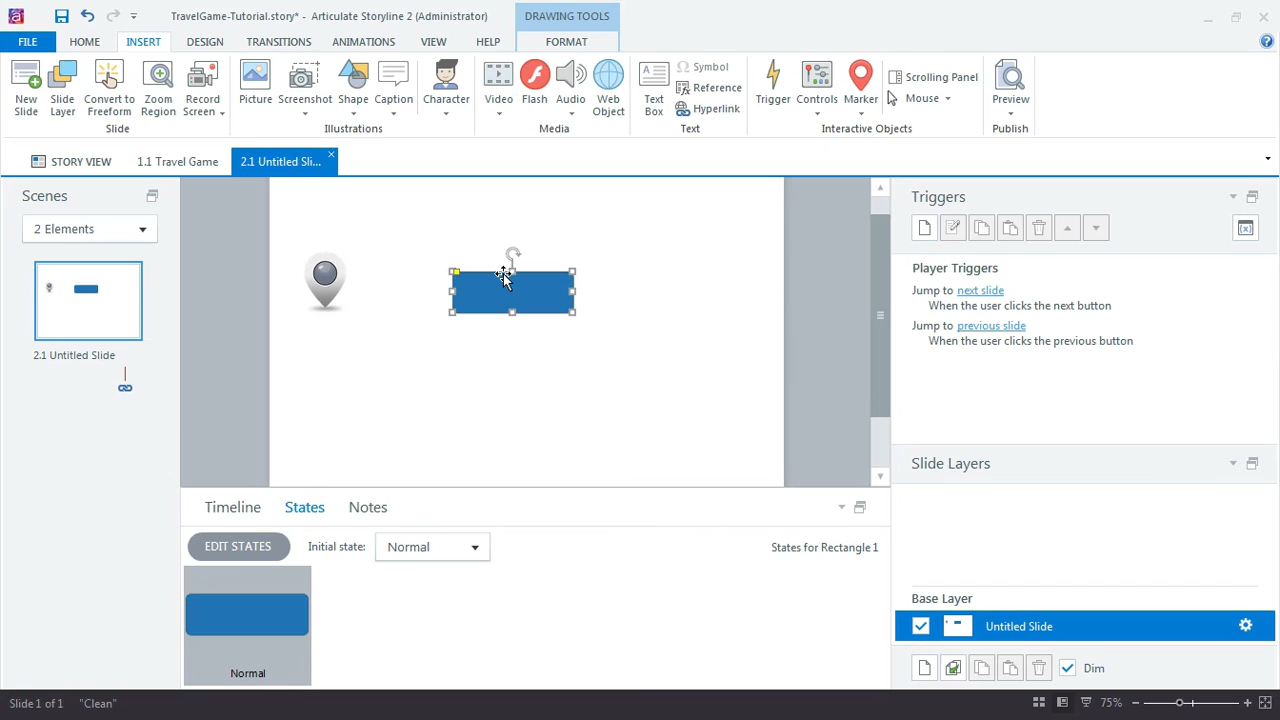 TravelGame-Tutorial.story* - Articulate Storyline 2 (Administrator)
DRAWING TOOLS
FILE HOME INSERT DESIGN TRANSITIONS ANIMATIONS VIEW HELP FORMAT
New Slide
Slide Layer
Convert to Freeform
Zoom Region
Record Screen
Slide
Picture
Screenshot
Shape
Caption
Character
Illustrations
Video
Flash
Audio
Web Object
Media
Text Box
Symbol
Reference
Hyperlink
Text
Trigger
Controls
Marker
Scrolling Panel
Mouse
Interactive Objects
Preview
Publish
STORY VIEW
1.1 Travel Game
2.1 Untitled Sli...
Scenes
2 Elements
2.1 Untitled Slide
Timeline States Notes
EDIT STATES
Initial state:
Normal
States for Rectangle 1
Normal
Triggers
Player Triggers
Jump to next slide
When the user clicks the next button
Jump to previous slide
When the user clicks the previous button
Slide Layers
Base Layer
Untitled Slide
Dim
Slide 1 of 1 "Clean"
75%